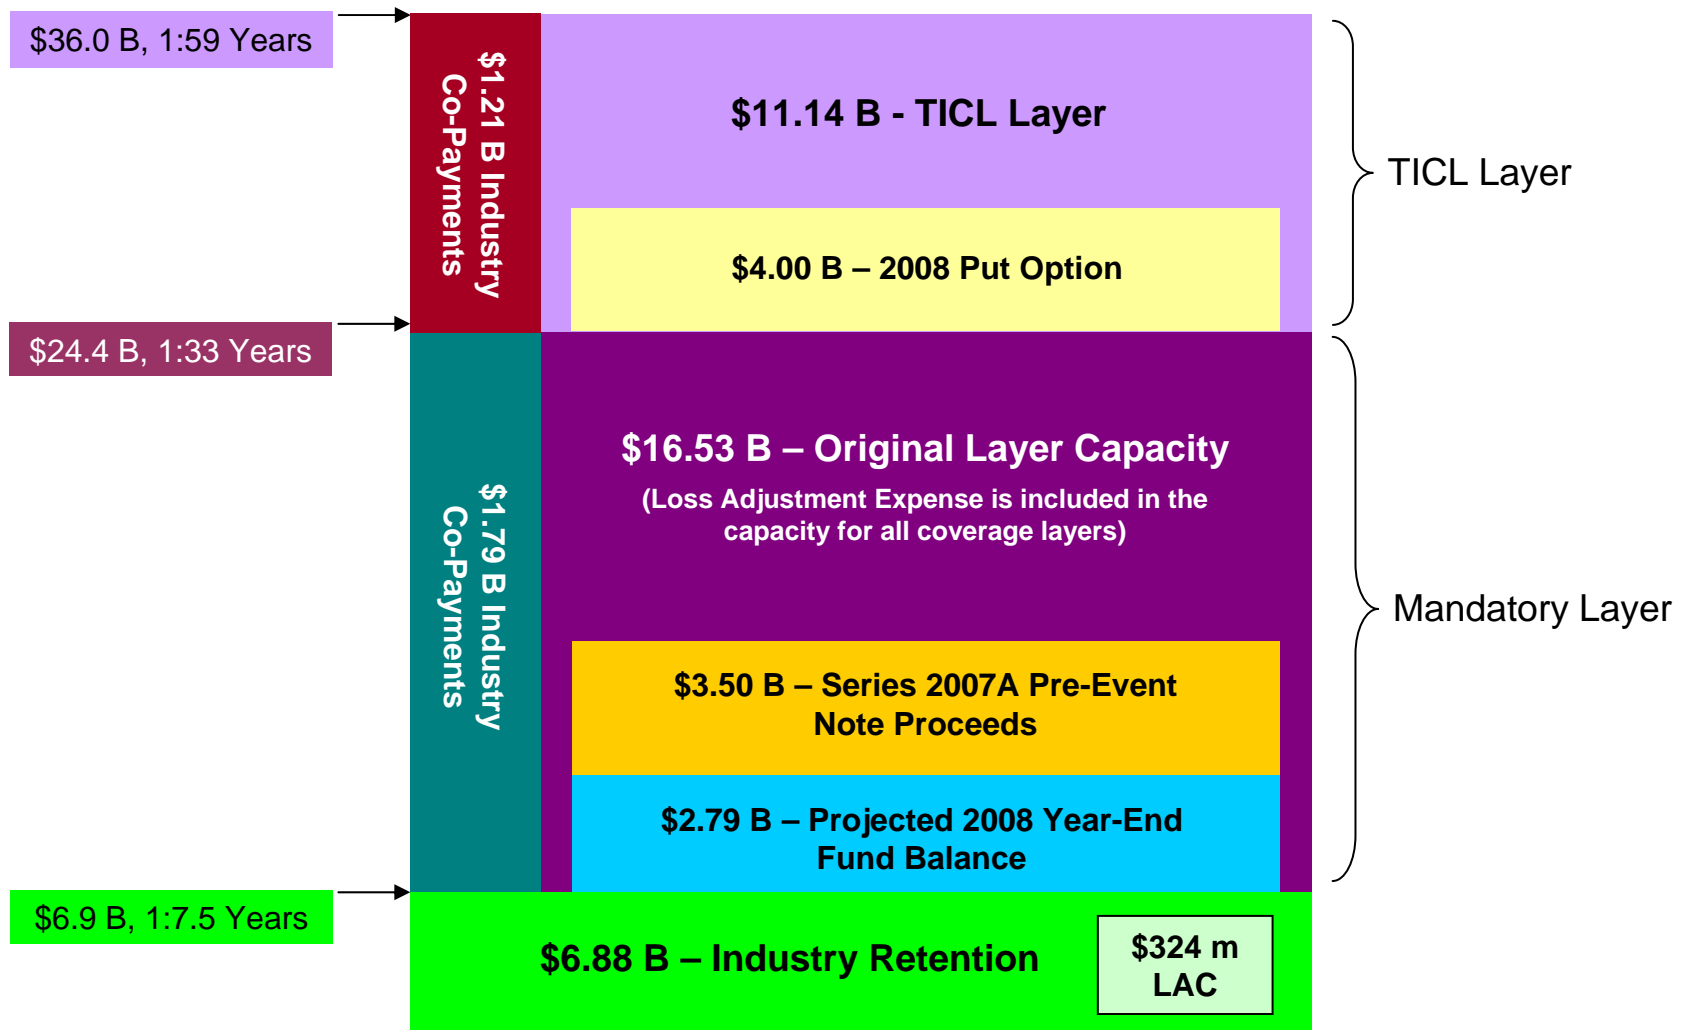 $36.0 B, 1:59 Years
$1.21 B Industry
Co-Payments
$11.14 B - TICL Layer
TICL Layer
$4.00 B – 2008 Put Option
$24.4 B, 1:33 Years
$1.79 B Industry
Co-Payments
$16.53 B – Original Layer Capacity
(Loss Adjustment Expense is included in the
capacity for all coverage layers)
Mandatory Layer
$3.50 B – Series 2007A Pre-Event
Note Proceeds
$2.79 B – Projected 2008 Year-End
Fund Balance
$6.9 B, 1:7.5 Years
$6.88 B – Industry Retention
$324 m
LAC